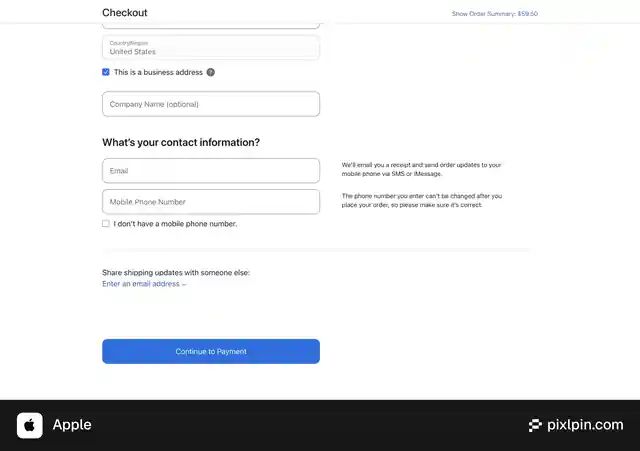 Checkout
Show Order Summary: $59.50
Country/Region
United States
This is a business address
Company Name (optional)
What's your contact information?
Email
We'll email you a receipt and send order updates to your
mobile phone via SMS or iMessage.
Mobile Phone Number
The phone number you enter can't be changed after you
place your order, so please make sure it's correct.
I don't have a mobile phone number.
Share shipping updates with someone else:
Enter an email address
Continue to Payment
Apple
pixlpin.com